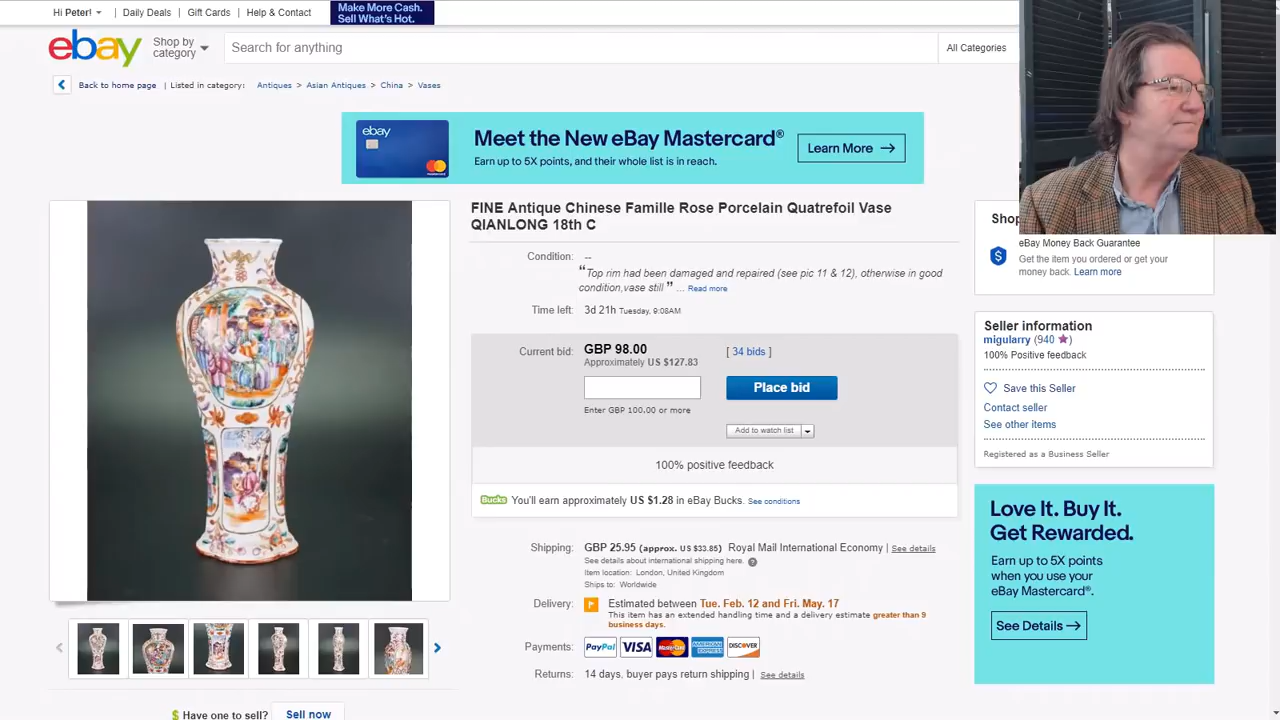 Hi Peter!
Daily Deals
Gift Cards
Help & Contact
Make More Cash.
Sell What's Hot.
ebay
Shop by
category
Search for anything
All Categories
Back to home page
Listed in category:
Antiques > Asian Antiques > China > Vases
ebay
Meet the New eBay Mastercard®
Earn up to 5X points, and their whole list is in reach.
Learn More →
FINE Antique Chinese Famille Rose Porcelain Quatrefoil Vase
QIANLONG 18th C
Condition: --
“Top rim had been damaged and repaired (see pic 11 & 12), otherwise in good
condition,vase still ” ... Read more
Time left: 3d 21h Tuesday, 9:08AM
Current bid: GBP 98.00 [ 34 bids ]
Approximately US $127.83
Place bid
Enter GBP 100.00 or more
Add to watch list
100% positive feedback
Bucks You'll earn approximately US $1.28 in eBay Bucks. See conditions
Shipping: GBP 25.95 (approx. US $33.85) Royal Mail International Economy | See details
See details about international shipping here.
Item location: London, United Kingdom
Ships to: Worldwide
Delivery: Estimated between Tue. Feb. 12 and Fri. May. 17
This item has an extended handling time and a delivery estimate greater than 9
business days.
Payments: PayPal VISA MasterCard AMERICAN EXPRESS DISCOVER
Returns: 14 days, buyer pays return shipping | See details
Shop
eBay Money Back Guarantee
Get the item you ordered or get your
money back. Learn more
Seller information
migularry (940 )
100% Positive feedback
Save this Seller
Contact seller
See other items
Registered as a Business Seller
Love It. Buy It.
Get Rewarded.
Earn up to 5X points
when you use your
eBay Mastercard®.
See Details →
$ Have one to sell? Sell now